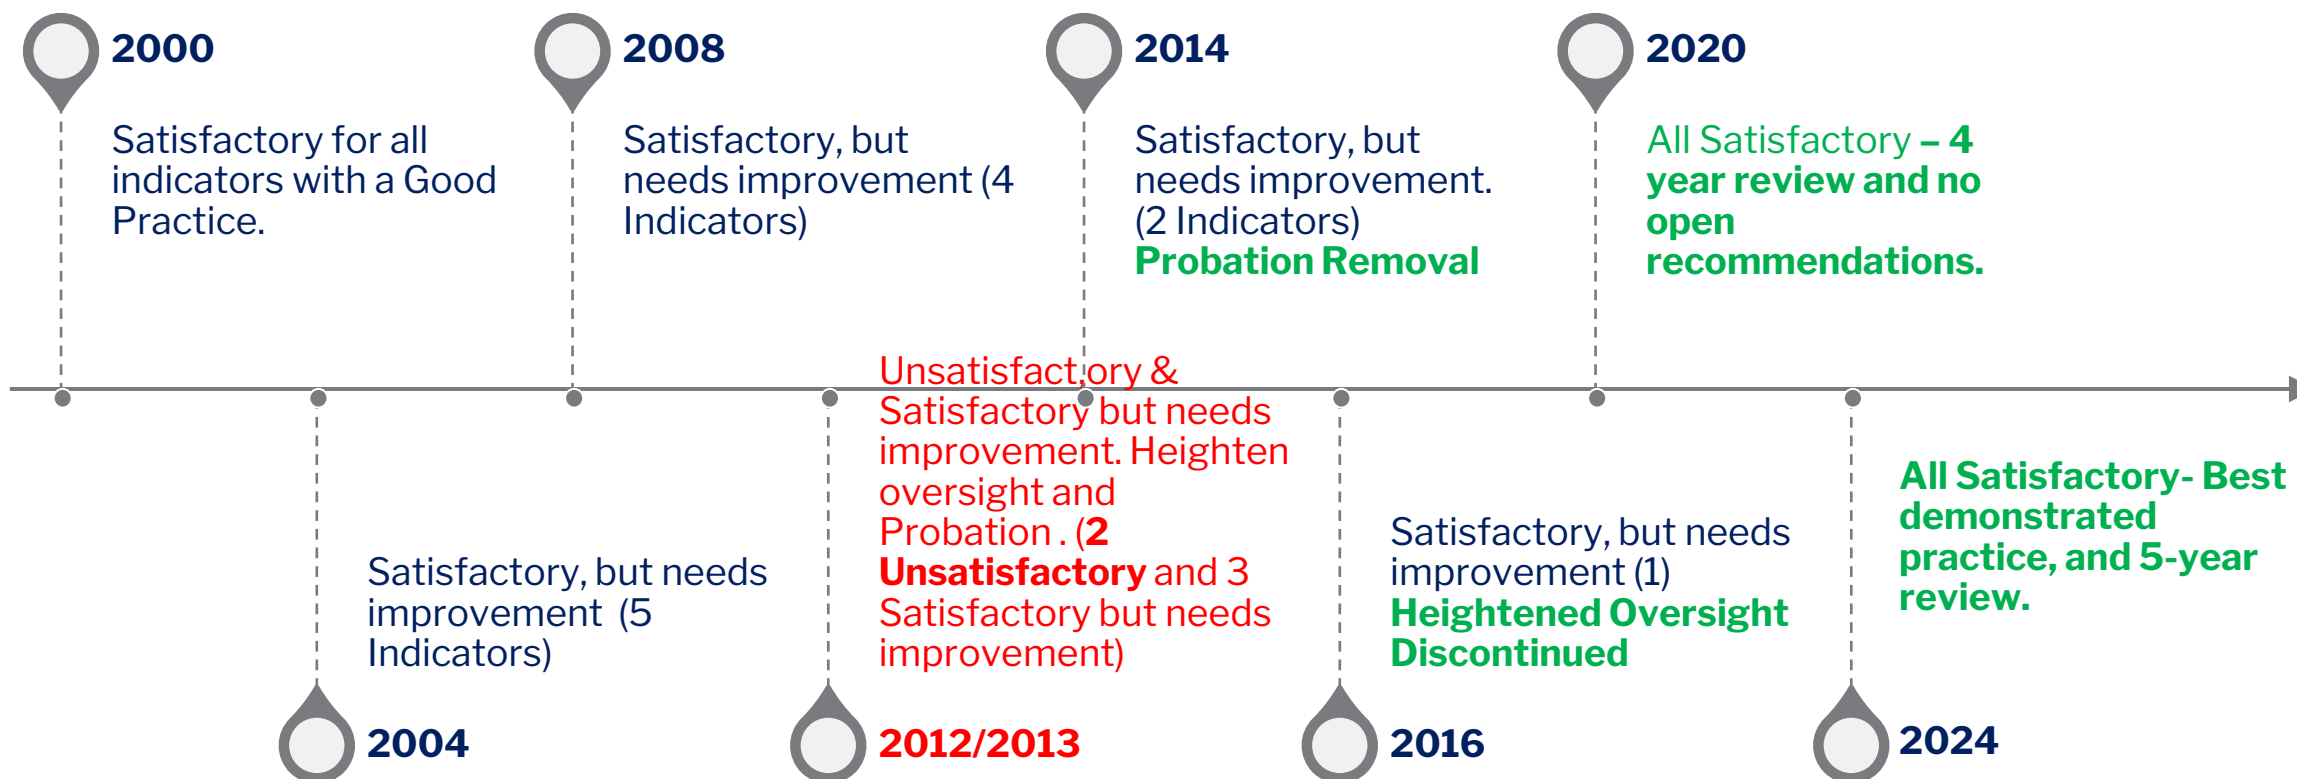 2000
Satisfactory for all
indicators with a Good
Practice.
2004
Satisfactory, but needs
improvement (5
Indicators)
2008
Satisfactory, but
needs improvement (4
Indicators)
2012/2013
Unsatisfact,ory &
Satisfactory but needs
improvement. Heighten
oversight and
Probation . (2
Unsatisfactory and 3
Satisfactory but needs
improvement)
2014
Satisfactory, but
needs improvement.
(2 Indicators)
Probation Removal
2016
Satisfactory, but needs
improvement (1)
Heightened Oversight
Discontinued
2020
All Satisfactory – 4
year review and no
open
recommendations.
2024
All Satisfactory- Best
demonstrated
practice, and 5-year
review.